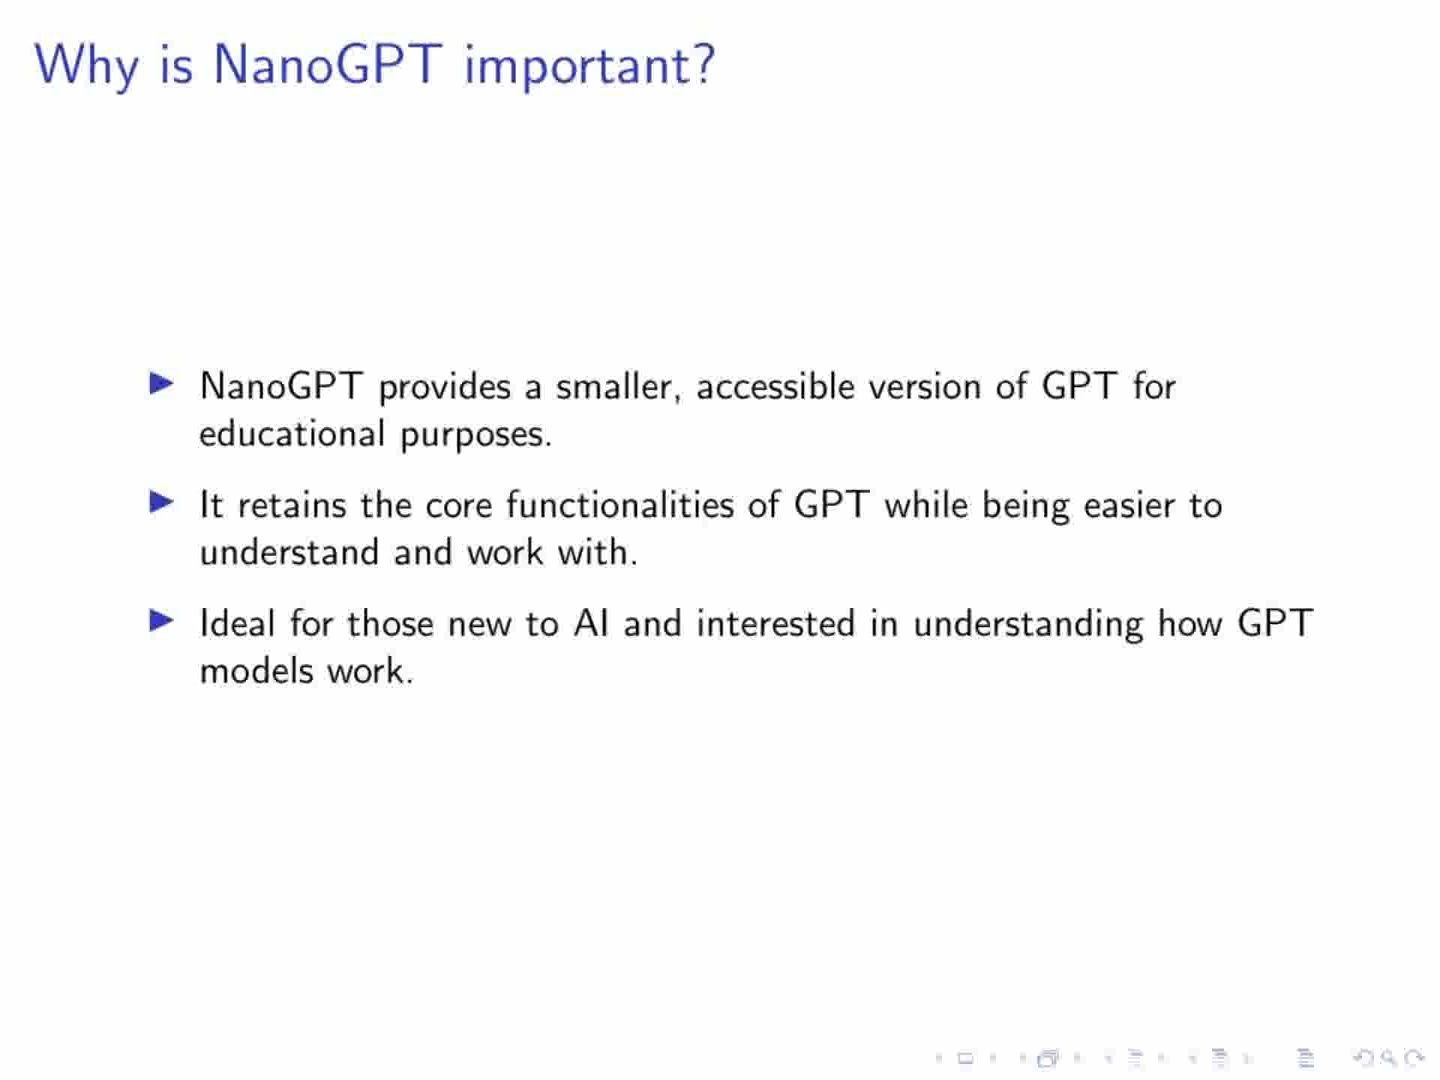 Why is NanoGPT important?
NanoGPT provides a smaller, accessible version of GPT for
educational purposes.
It retains the core functionalities of GPT while being easier to
understand and work with.
Ideal for those new to AI and interested in understanding how GPT
models work.